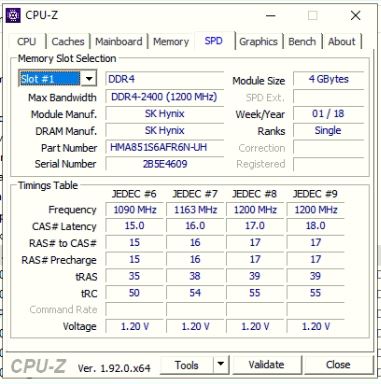 CPU-Z
CPU Caches Mainboard Memory SPD Graphics Bench About
Memory Slot Selection
Slot #1 DDR4 Module Size 4 GBytes
Max Bandwidth DDR4-2400 (1200 MHz) SPD Ext.
Module Manuf. SK Hynix Week/Year 01 / 18
DRAM Manuf. SK Hynix Ranks Single
Part Number HMA851S6AFR6N-UH Correction
Serial Number 2B5E4609 Registered
Timings Table
JEDEC #6 JEDEC #7 JEDEC #8 JEDEC #9
Frequency 1090 MHz 1163 MHz 1200 MHz 1200 MHz
CAS# Latency 15.0 16.0 17.0 18.0
RAS# to CAS# 15 16 17 17
RAS# Precharge 15 16 17 17
tRAS 35 38 39 39
tRC 50 54 55 55
Command Rate
Voltage 1.20 V 1.20 V 1.20 V 1.20 V
CPU-Z Ver. 1.92.0.x64 Tools Validate Close